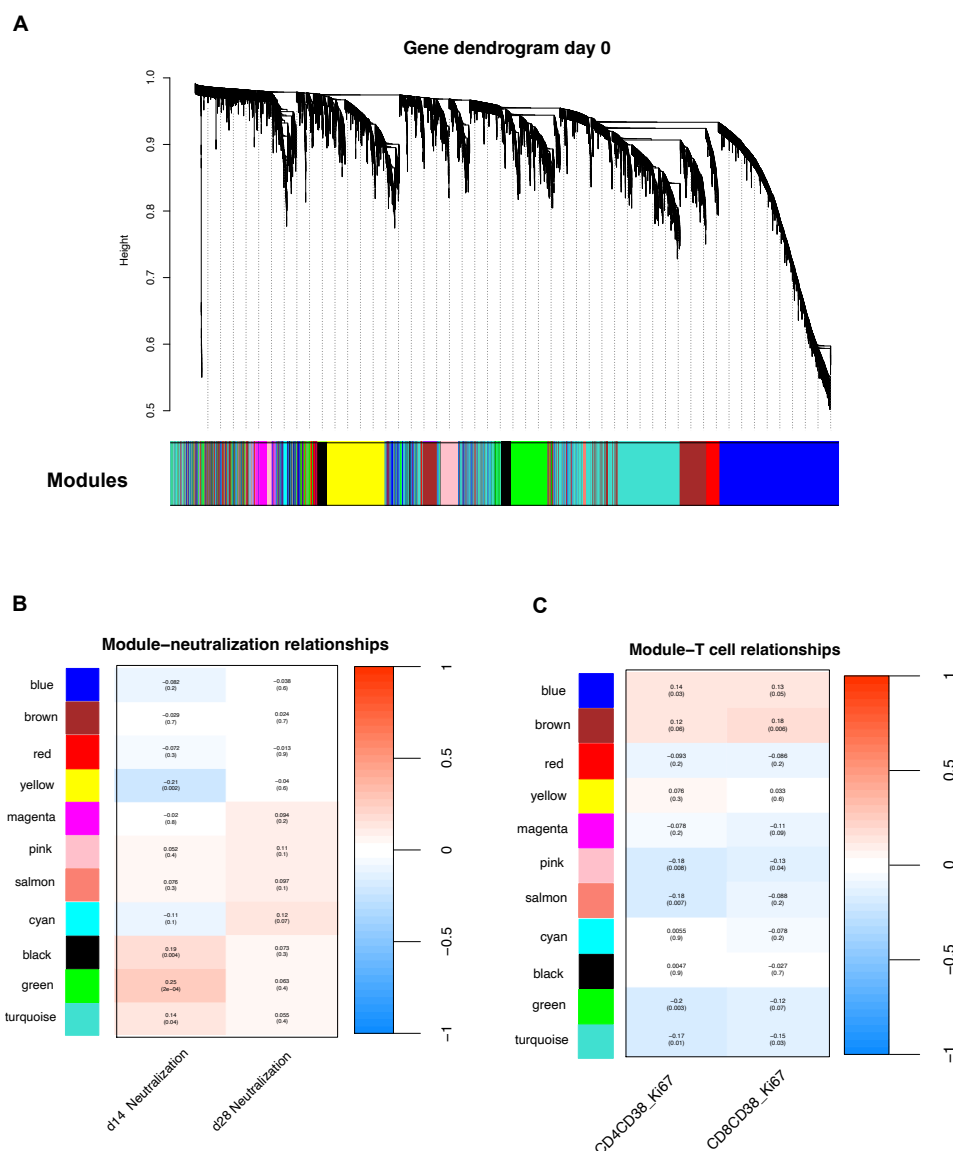 A
Gene dendrogram day 0
Height
1.0
0.9
0.8
0.7
0.6
0.5
Modules
B
Module−neutralization relationships
blue −0.082 −0.038
(0.2) (0.6)
brown −0.029 0.024
(0.7) (0.7)
red −0.072 −0.013
(0.3) (0.9)
yellow −0.21 −0.04
(0.002) (0.6)
magenta −0.02 0.094
(0.8) (0.2)
pink 0.052 0.11
(0.4) (0.1)
salmon 0.076 0.097
(0.3) (0.1)
cyan −0.11 0.12
(0.1) (0.07)
black 0.19 0.073
(0.004) (0.3)
green 0.25 0.063
(2e−04) (0.4)
turquoise 0.14 0.055
(0.04) (0.4)
d14 Neutralization
d28 Neutralization
1
0.5
0
−0.5
−1
C
Module−T cell relationships
blue 0.14 0.13
(0.03) (0.05)
brown 0.12 0.18
(0.06) (0.006)
red −0.093 −0.086
(0.2) (0.2)
yellow 0.076 0.033
(0.3) (0.6)
magenta −0.078 −0.11
(0.2) (0.09)
pink −0.18 −0.13
(0.008) (0.04)
salmon −0.18 −0.088
(0.007) (0.2)
cyan 0.0055 −0.078
(0.9) (0.2)
black 0.0047 −0.027
(0.9) (0.7)
green −0.2 −0.12
(0.003) (0.07)
turquoise −0.17 −0.15
(0.01) (0.03)
CD4CD38_Ki67
CD8CD38_Ki67
1
0.5
0
−0.5
−1